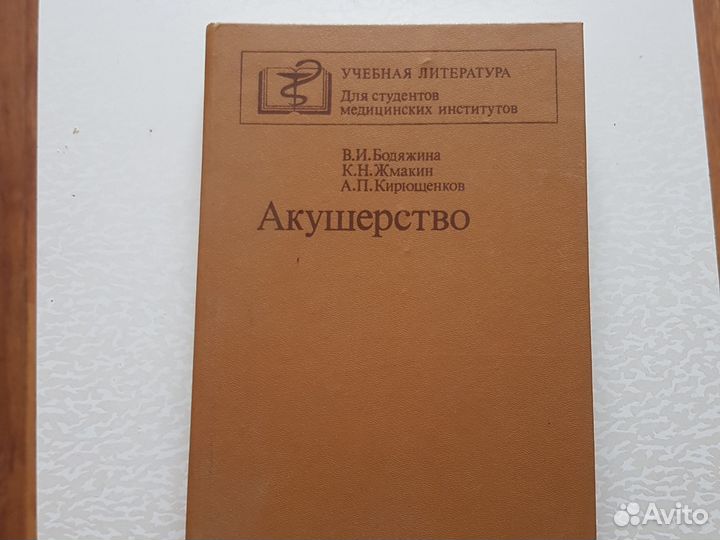 УЧЕБНАЯ ЛИТЕРАТУРА
Для студентов
медицинских институтов
В.И.Бодяжина
К.Н.Жмакин
А.П.Кирющенков
Акушерство
Avito